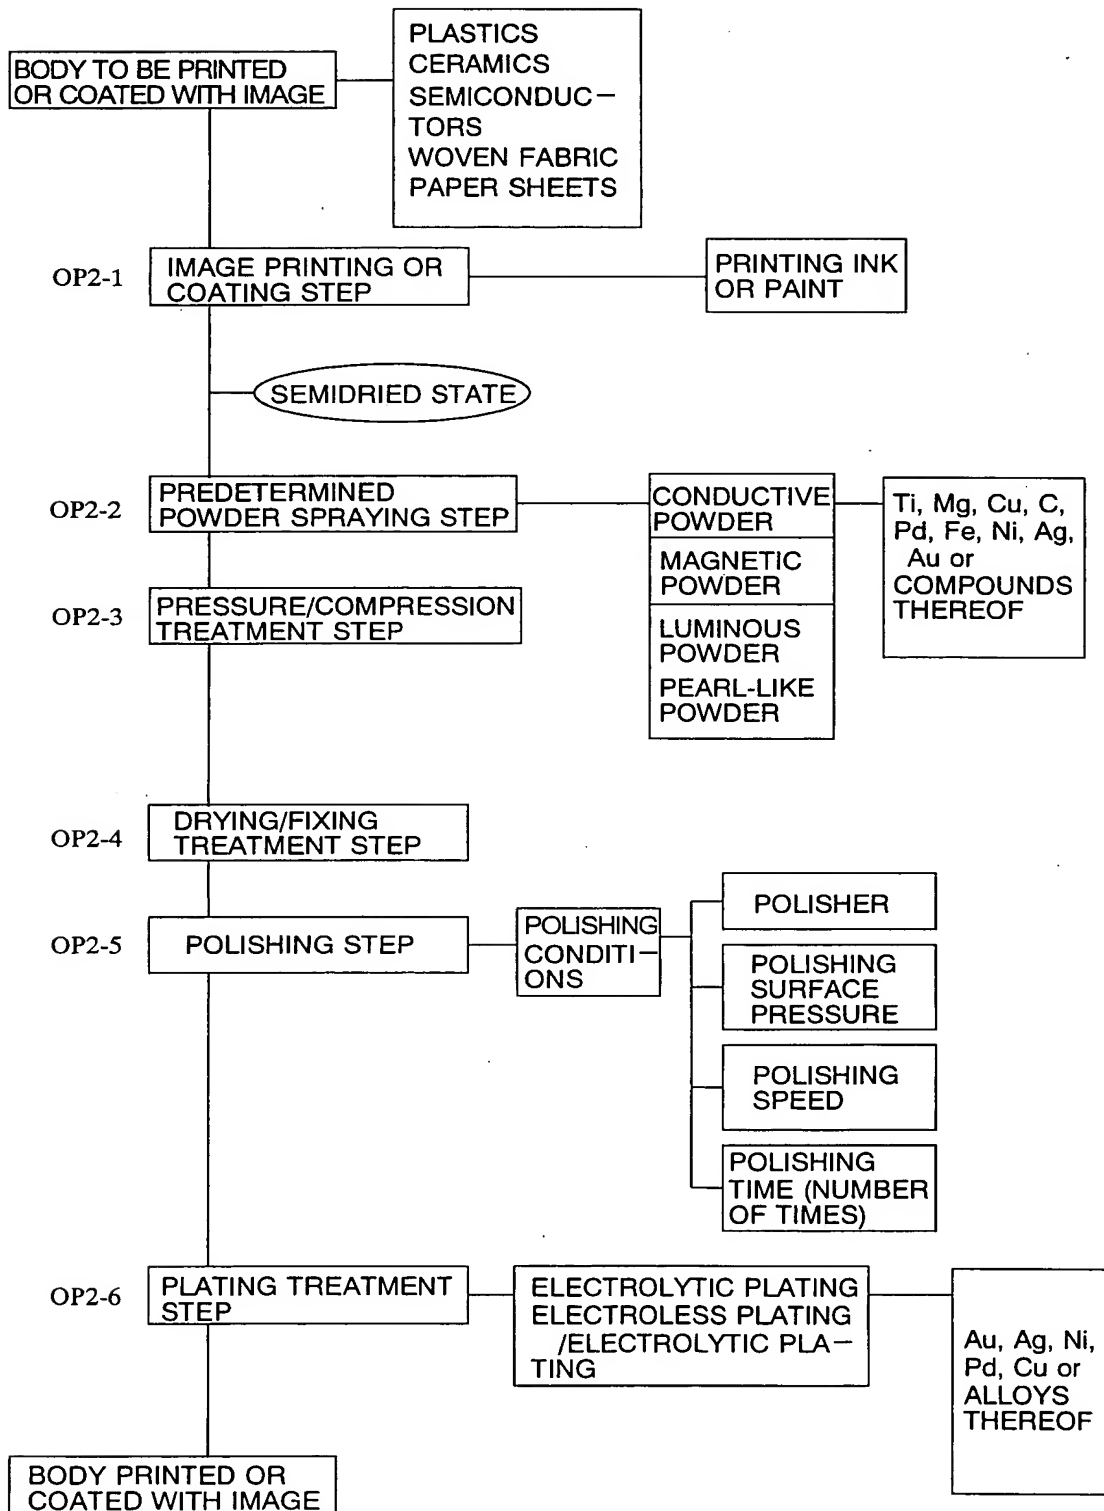 BODY TO BE PRINTED
OR COATED WITH IMAGE
PLASTICS
CERAMICS
SEMICONDUC-
TORS
WOVEN FABRIC
PAPER SHEETS
OP2-1
IMAGE PRINTING OR
COATING STEP
PRINTING INK
OR PAINT
SEMIDRIED STATE
OP2-2
PREDETERMINED
POWDER SPRAYING STEP
CONDUCTIVE
POWDER
MAGNETIC
POWDER
LUMINOUS
POWDER
PEARL-LIKE
POWDER
Ti, Mg, Cu, C,
Pd, Fe, Ni, Ag,
Au or
COMPOUNDS
THEREOF
OP2-3
PRESSURE/COMPRESSION
TREATMENT STEP
OP2-4
DRYING/FIXING
TREATMENT STEP
OP2-5
POLISHING STEP
POLISHING
CONDITI-
ONS
POLISHER
POLISHING
SURFACE
PRESSURE
POLISHING
SPEED
POLISHING
TIME (NUMBER
OF TIMES)
OP2-6
PLATING TREATMENT
STEP
ELECTROLYTIC PLATING
ELECTROLESS PLATING
/ELECTROLYTIC PLA-
TING
Au, Ag, Ni,
Pd, Cu or
ALLOYS
THEREOF
BODY PRINTED OR
COATED WITH IMAGE